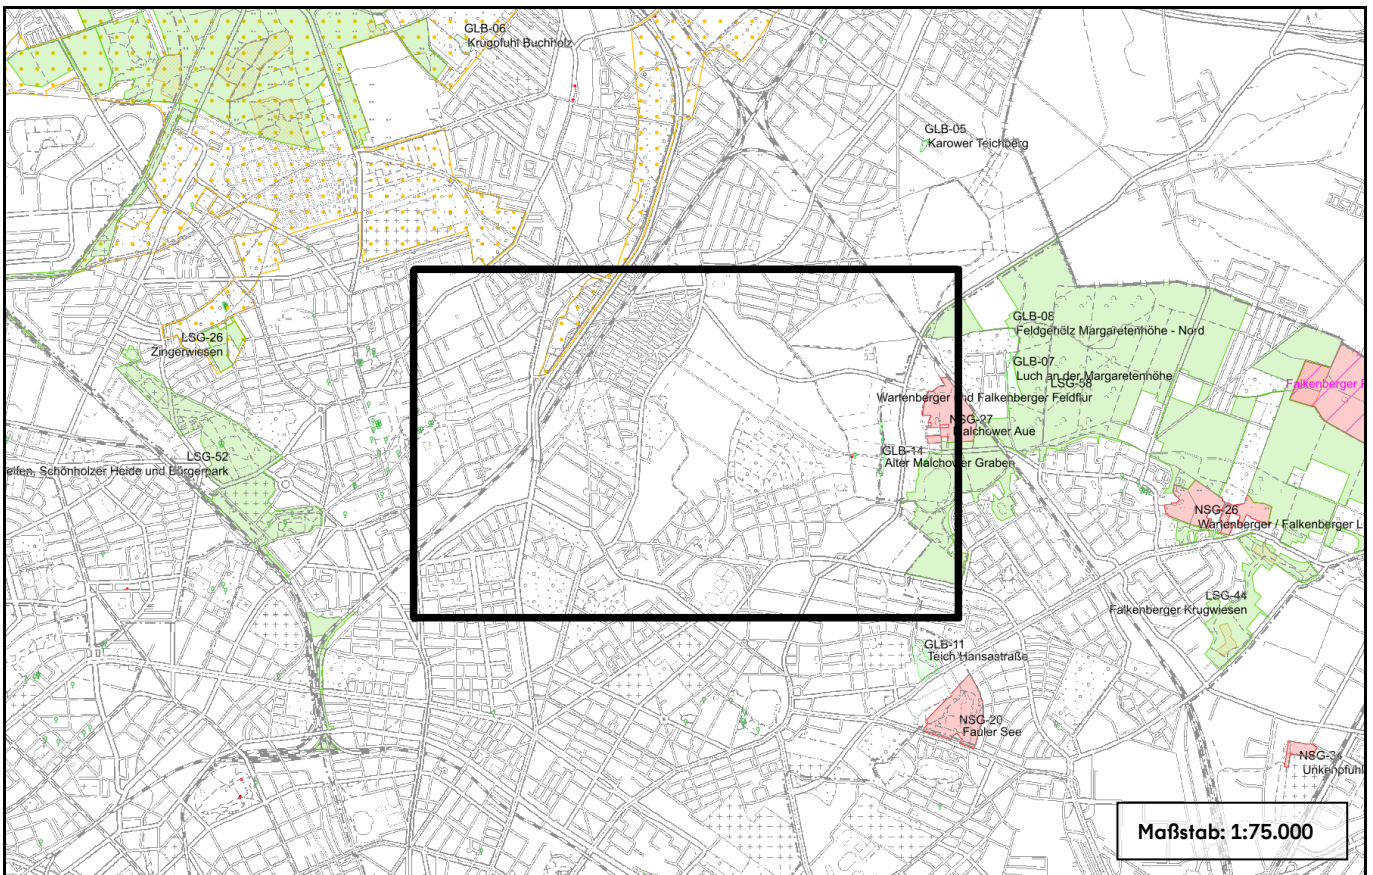 GLB-06
Krugpfuhl Buchholz
GLB-05
Karower Teichberg
GLB-08
Feldgehölz Margaretenhöhe - Nord
LSG-26
Zingerwiesen
GLB-07
Luch an der Margaretenhöhe
LSG-58
Wartenberger und Falkenberger Feldflur
Falkenberger
NSG-27
Malchower Aue
GLB-14
Alter Malchower Graben
LSG-52
Schönholzer Heide und Bürgerpark
NSG-26
Wartenberger / Falkenberger L
LSG-44
Falkenberger Krugwiesen
GLB-11
Teich Hansastraße
NSG-20
Fauler See
NSG-3
Unkenpfuhl
Maßstab: 1:75.000